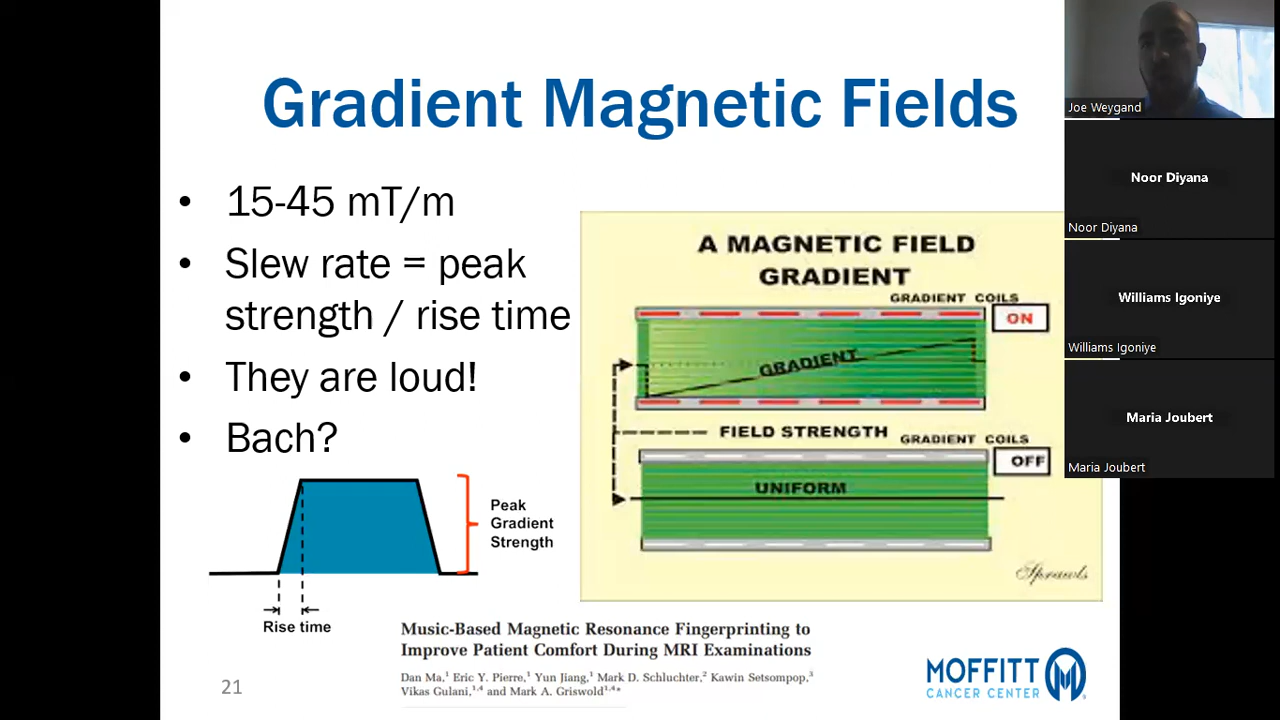 Gradient Magnetic Fields
• 15-45 mT/m
• Slew rate = peak
strength / rise time
• They are loud!
• Bach?
Peak
Gradient
Strength
Rise time
A MAGNETIC FIELD
GRADIENT
GRADIENT COILS
ON
GRADIENT
FIELD STRENGTH
GRADIENT COILS
OFF
UNIFORM
Sprawls
Music-Based Magnetic Resonance Fingerprinting to
Improve Patient Comfort During MRI Examinations
Dan Ma,¹ Eric Y. Pierre,¹ Yun Jiang,¹ Mark D. Schluchter,² Kawin Setsompop,³
Vikas Gulani,¹,⁴ and Mark A. Griswold¹,⁴*
21
MOFFITT
CANCER CENTER
Joe Weygand
Noor Diyana
Noor Diyana
Williams Igoniye
Williams Igoniye
Maria Joubert
Maria Joubert